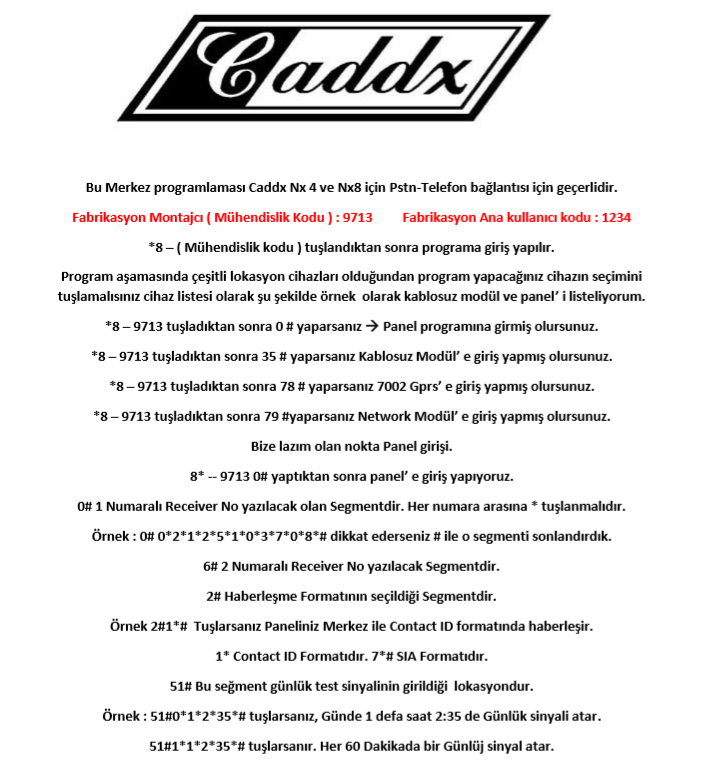 Caddx
Bu Merkez programlaması Caddx Nx 4 ve Nx8 için Pstn-Telefon bağlantısı için geçerlidir.
Fabrikasyon Montajcı ( Mühendislik Kodu ) : 9713 Fabrikasyon Ana kullanıcı kodu : 1234
*8 – ( Mühendislik kodu ) tuşlandıktan sonra programa giriş yapılır.
Program aşamasında çeşitli lokasyon cihazları olduğundan program yapacağınız cihazın seçimini
tuşlamalısınız cihaz listesi olarak şu şekilde örnek olarak kablosuz modül ve panel’ i listeliyorum.
*8 – 9713 tuşladıktan sonra 0 # yaparsanız → Panel programına girmiş olursunuz.
*8 – 9713 tuşladıktan sonra 35 # yaparsanız Kablosuz Modül’ e giriş yapmış olursunuz.
*8 – 9713 tuşladıktan sonra 78 # yaparsanız 7002 Gprs’ e giriş yapmış olursunuz.
*8 – 9713 tuşladıktan sonra 79 #yaparsanız Network Modül’ e giriş yapmış olursunuz.
Bize lazım olan nokta Panel girişi.
8* -- 9713 0# yaptıktan sonra panel’ e giriş yapıyoruz.
0# 1 Numaralı Receiver No yazılacak olan Segmentdir. Her numara arasına * tuşlanmalıdır.
Örnek : 0# 0*2*1*2*5*1*0*3*7*0*8*# dikkat ederseniz # ile o segmenti sonlandırdık.
6# 2 Numaralı Receiver No yazılacak Segmentdir.
2# Haberleşme Formatının seçildiği Segmentdir.
Örnek 2#1*# Tuşlarsanız Paneliniz Merkez ile Contact ID formatında haberleşir.
1* Contact ID Formatıdır. 7*# SIA Formatıdır.
51# Bu seğment günlük test sinyalinin girildiği lokasyondur.
Örnek : 51#0*1*2*35*# tuşlarsanız, Günde 1 defa saat 2:35 de Günlük sinyali atar.
51#1*1*2*35*# tuşlarsanır. Her 60 Dakikada bir Günlüj sinyal atar.